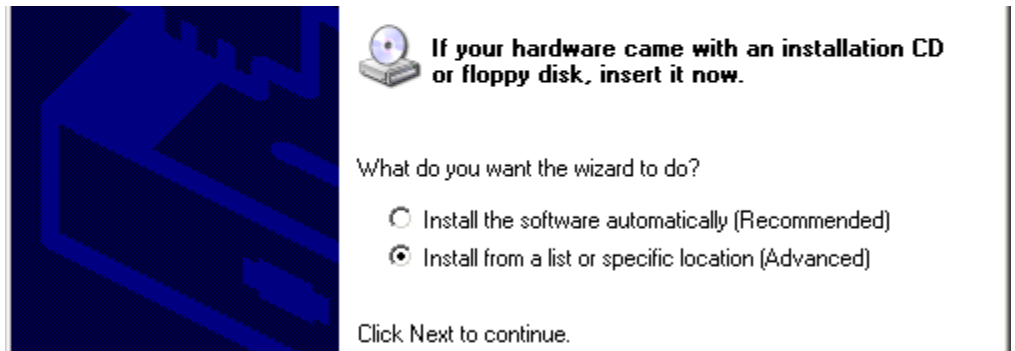 If your hardware came with an installation CD
or floppy disk, insert it now.
What do you want the wizard to do?
Install the software automatically (Recommended)
Install from a list or specific location (Advanced)
Click Next to continue.